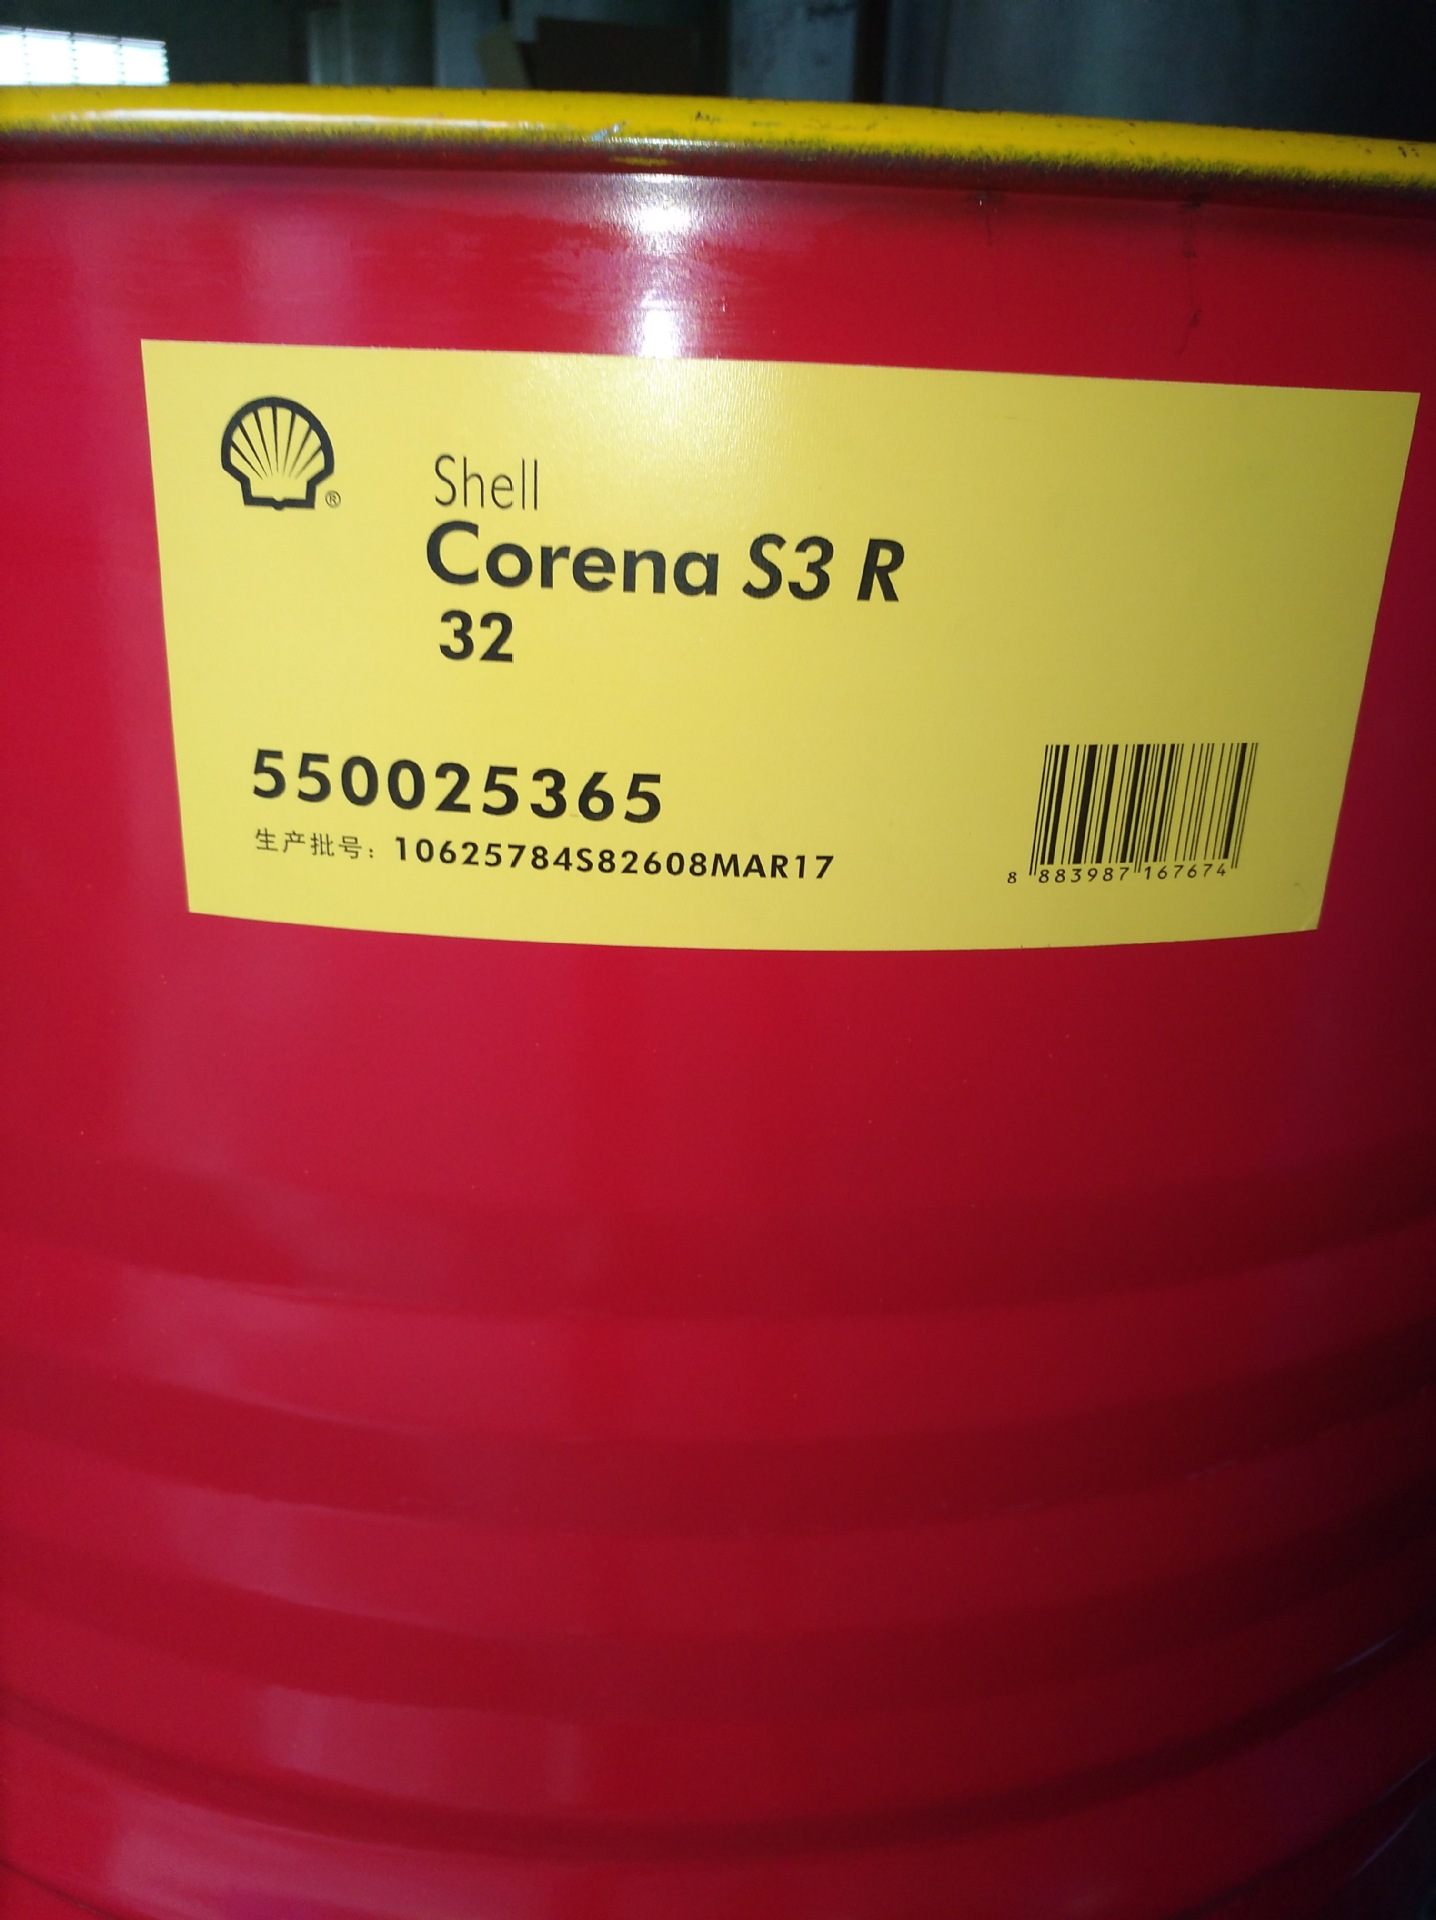 ®
Shell
Corena S3 R
32
550025365
生产批号：10625784S82608MAR17
8 883987 167674